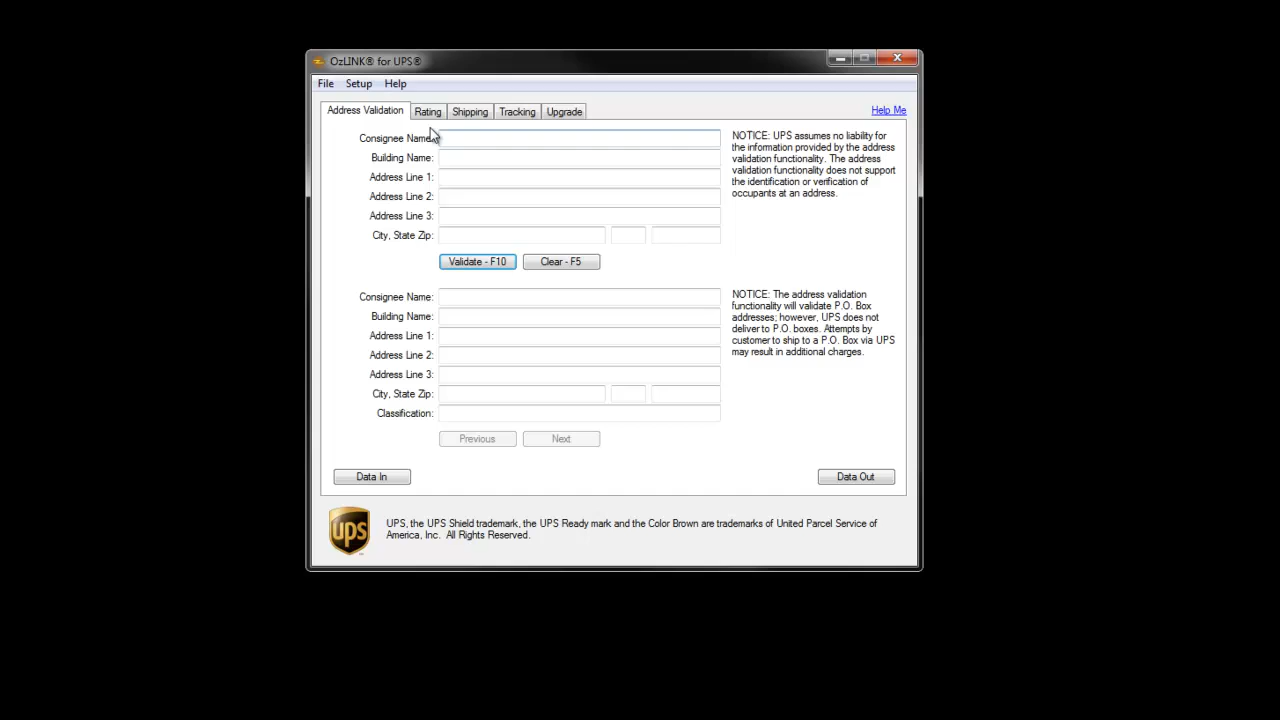 OzLINK® for UPS®
File Setup Help
Address Validation Rating Shipping Tracking Upgrade Help Me
Consignee Name:
Building Name:
Address Line 1:
Address Line 2:
Address Line 3:
City, State Zip:
Validate - F10 Clear - F5
NOTICE: UPS assumes no liability for
the information provided by the address
validation functionality. The address
validation functionality does not support
the identification or verification of
occupants at an address.
Consignee Name:
Building Name:
Address Line 1:
Address Line 2:
Address Line 3:
City, State Zip:
Classification:
Previous Next
NOTICE: The address validation
functionality will validate P.O. Box
addresses; however, UPS does not
deliver to P.O. boxes. Attempts by
customer to ship to a P.O. Box via UPS
may result in additional charges.
Data In Data Out
ups
UPS, the UPS Shield trademark, the UPS Ready mark and the Color Brown are trademarks of United Parcel Service of
America, Inc. All Rights Reserved.